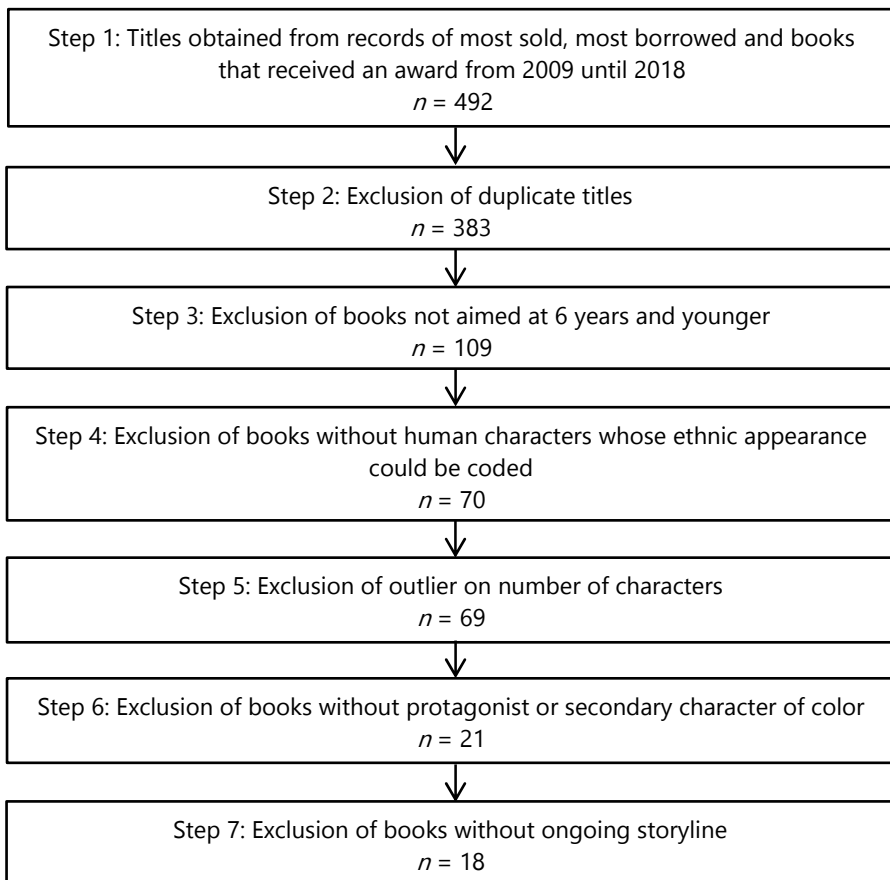 Step 1: Titles obtained from records of most sold, most borrowed and books
that received an award from 2009 until 2018
n = 492
Step 2: Exclusion of duplicate titles
n = 383
Step 3: Exclusion of books not aimed at 6 years and younger
n = 109
Step 4: Exclusion of books without human characters whose ethnic appearance
could be coded
n = 70
Step 5: Exclusion of outlier on number of characters
n = 69
Step 6: Exclusion of books without protagonist or secondary character of color
n = 21
Step 7: Exclusion of books without ongoing storyline
n = 18